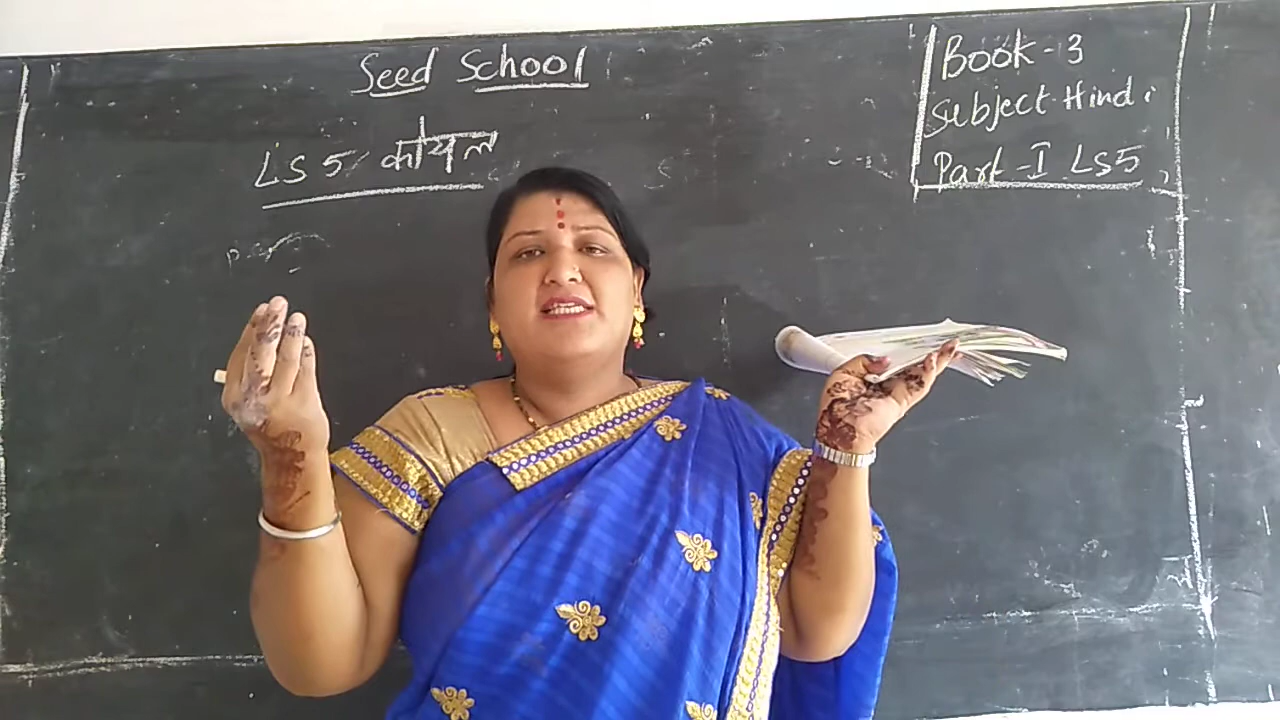 Seed School
LS 5 कोयल
Book-3
Subject Hindi
Part-I LS5